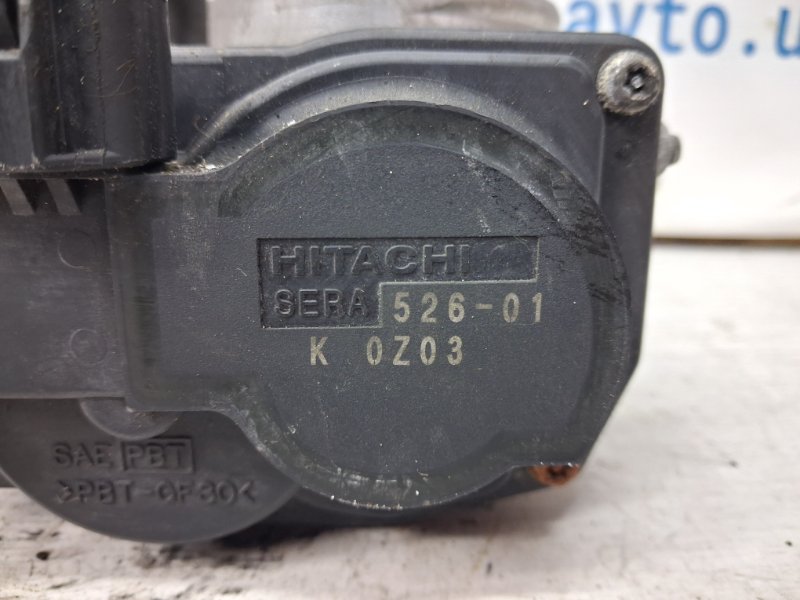 avto.u
HITACHI
SERA 526-01
K 0Z03
SAE PBT
>PBT-GF30<